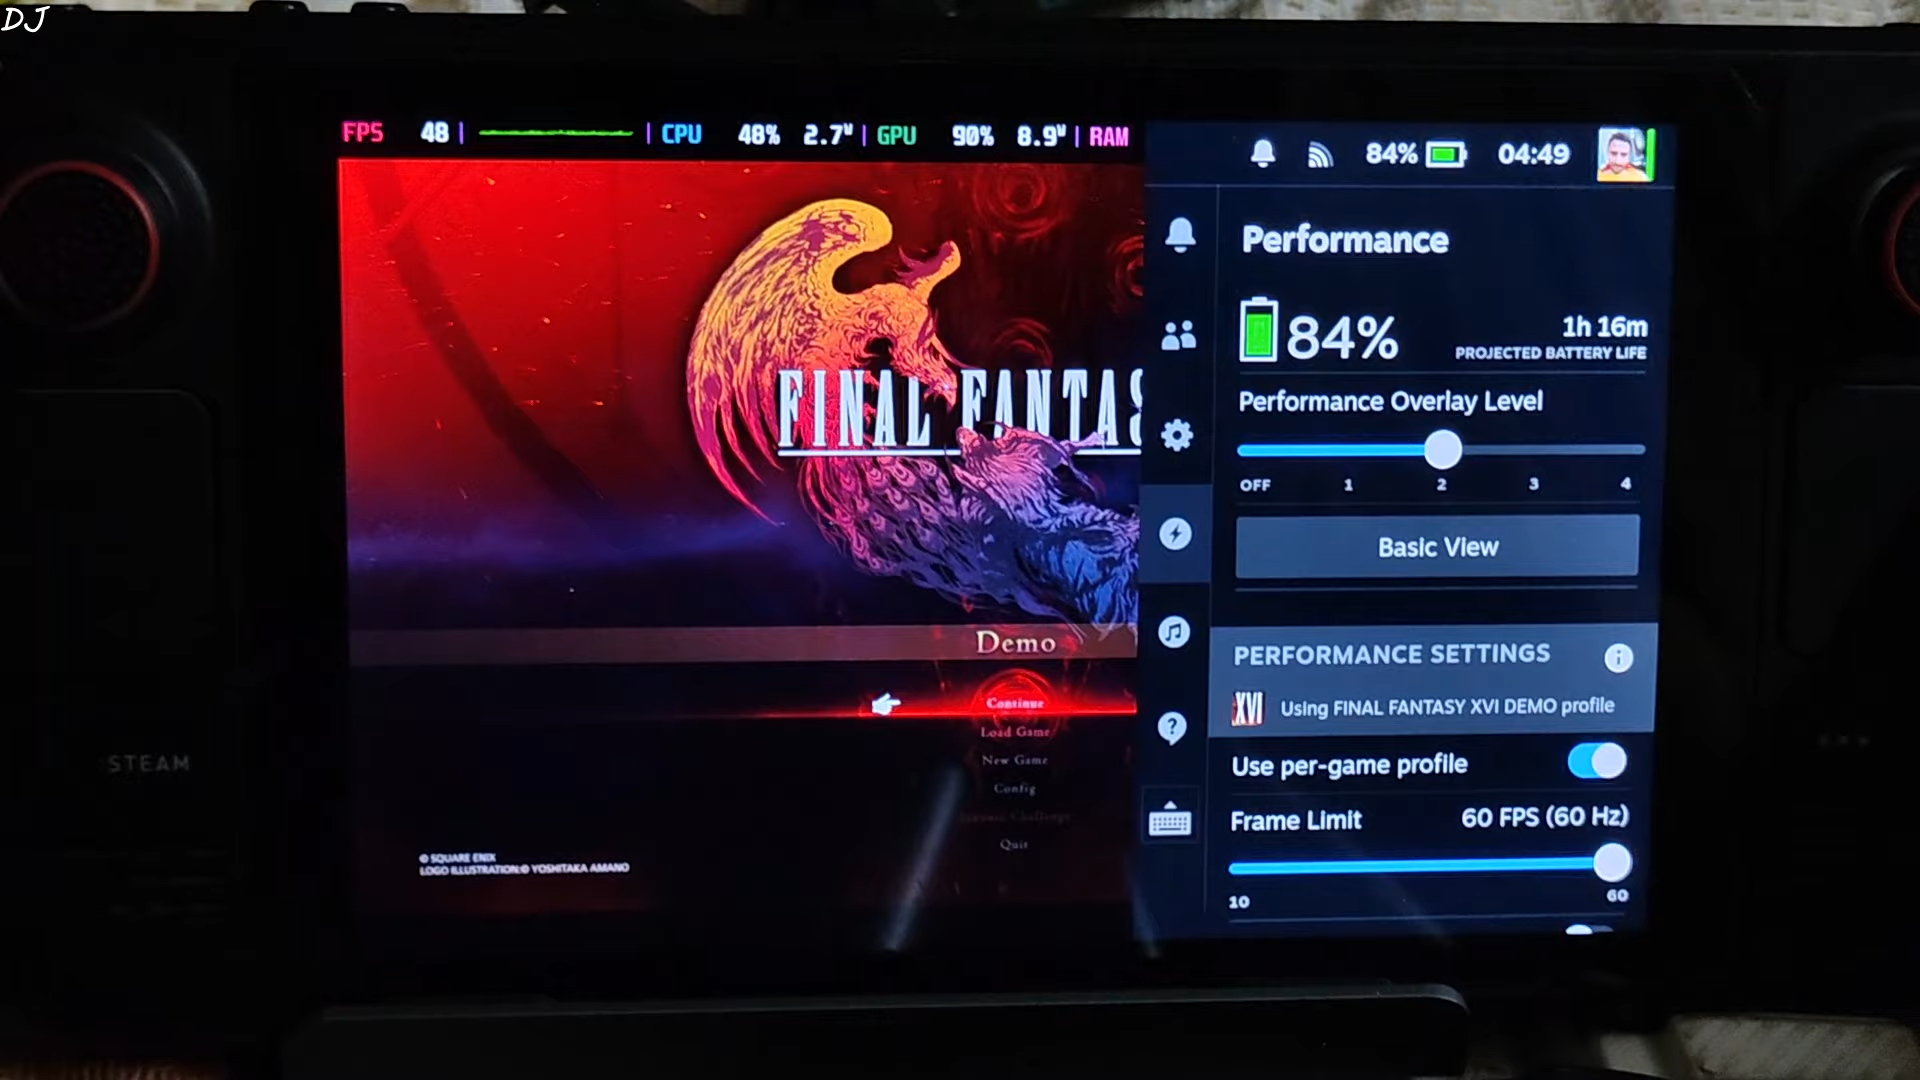 DJ
FPS 48 | | CPU 48% 2.7W | GPU 90% 8.9W | RAM
84% 04:49
Performance
84%
1h 16m
PROJECTED BATTERY LIFE
Performance Overlay Level
OFF 1 2 3 4
Basic View
PERFORMANCE SETTINGS
XVI Using FINAL FANTASY XVI DEMO profile
Use per-game profile
Frame Limit 60 FPS (60 Hz)
10 60
FINAL FANTAS
Demo
Continue
Load Game
New Game
Config
Quit
© SQUARE ENIX
LOGO ILLUSTRATION:© YOSHITAKA AMANO
STEAM